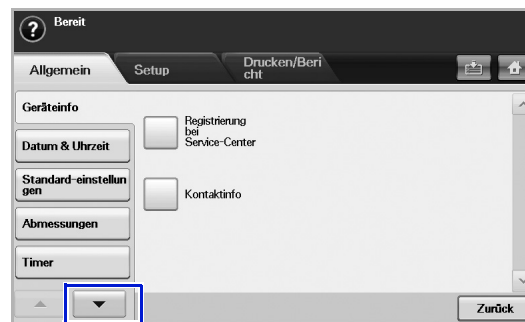 ?
Bereit
Allgemein
Setup
Drucken/Beri
cht
Geräteinfo
Datum & Uhrzeit
Standard-einstellun
gen
Abmessungen
Timer
Registrierung
bei
Service-Center
Kontaktinfo
Zurück